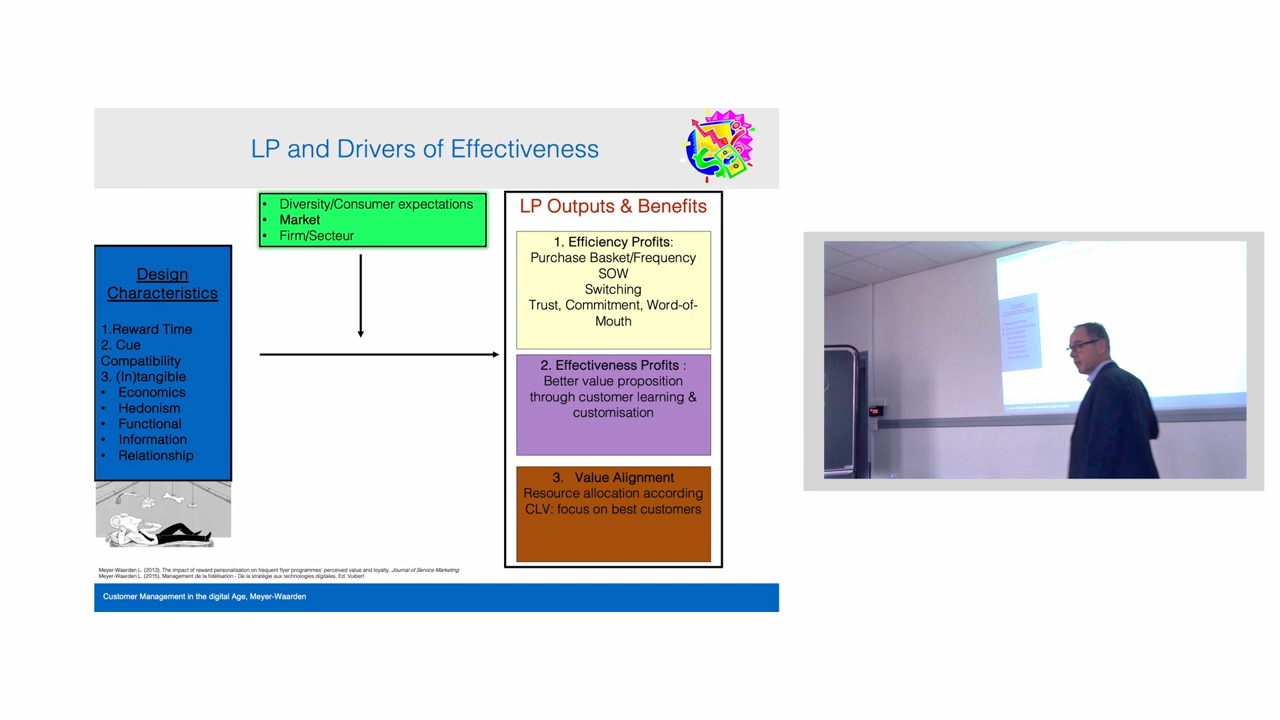 LP and Drivers of Effectiveness
• Diversity/Consumer expectations
• Market
• Firm/Secteur
Design
Characteristics
1.Reward Time
2. Cue
Compatibility
3. (In)tangible
• Economics
• Hedonism
• Functional
• Information
• Relationship
LP Outputs & Benefits
1. Efficiency Profits:
Purchase Basket/Frequency
SOW
Switching
Trust, Commitment, Word-of-
Mouth
2. Effectiveness Profits :
Better value proposition
through customer learning &
customisation
3. Value Alignment
Resource allocation according
CLV: focus on best customers
Meyer-Waarden L. (2013), The impact of reward personalisation on frequent flyer programmes' perceived value and loyalty, Journal of Service Marketing
Meyer-Waarden L. (2015), Management de la fidélisation - De la stratégie aux technologies digitales, Ed. Vuibert
Customer Management in the digital Age, Meyer-Waarden
Design
Characteristics